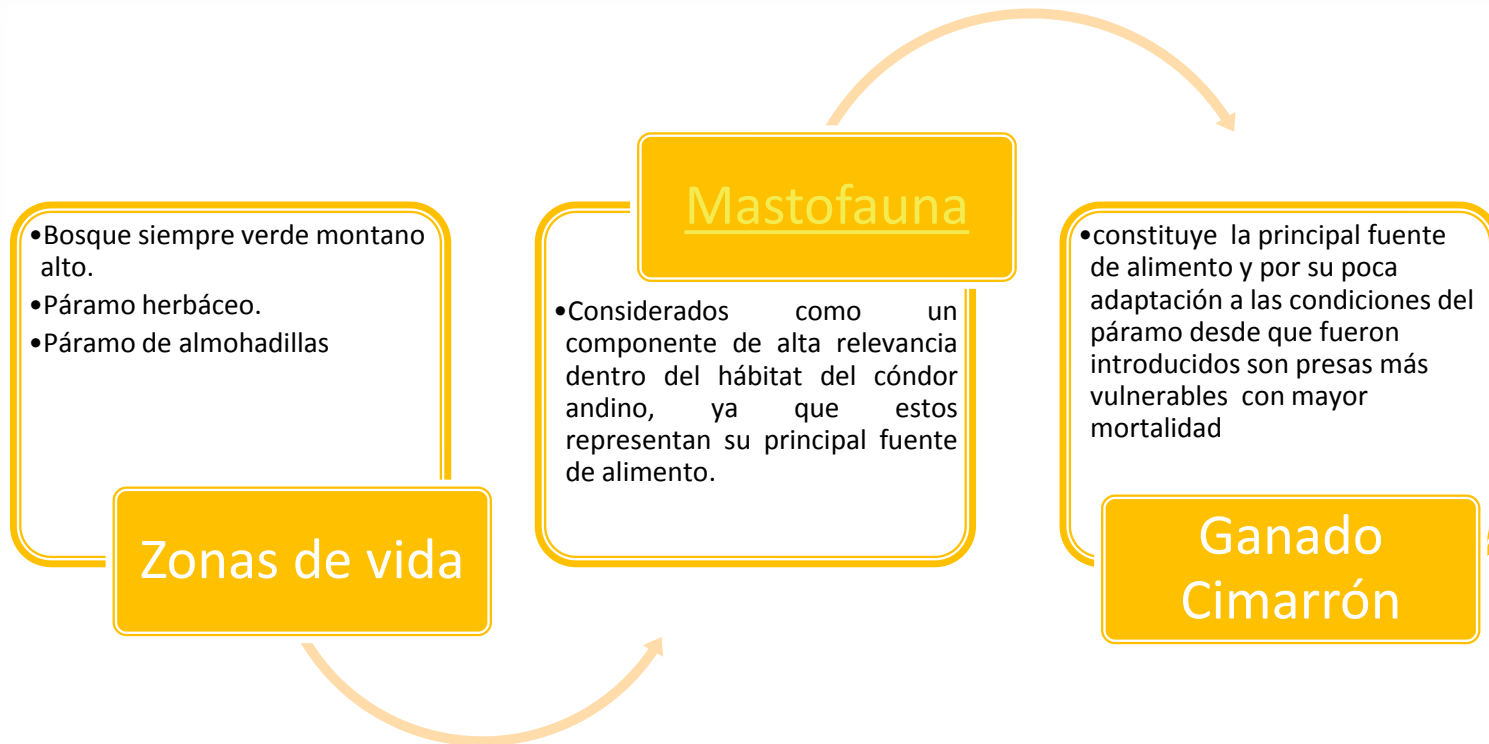 •Bosque siempre verde montano
alto.
•Páramo herbáceo.
•Páramo de almohadillas
Zonas de vida
Mastofauna
•Considerados como un
componente de alta relevancia
dentro del hábitat del cóndor
andino, ya que estos
representan su principal fuente
de alimento.
•constituye la principal fuente
de alimento y por su poca
adaptación a las condiciones del
páramo desde que fueron
introducidos son presas más
vulnerables con mayor
mortalidad
Ganado
Cimarrón